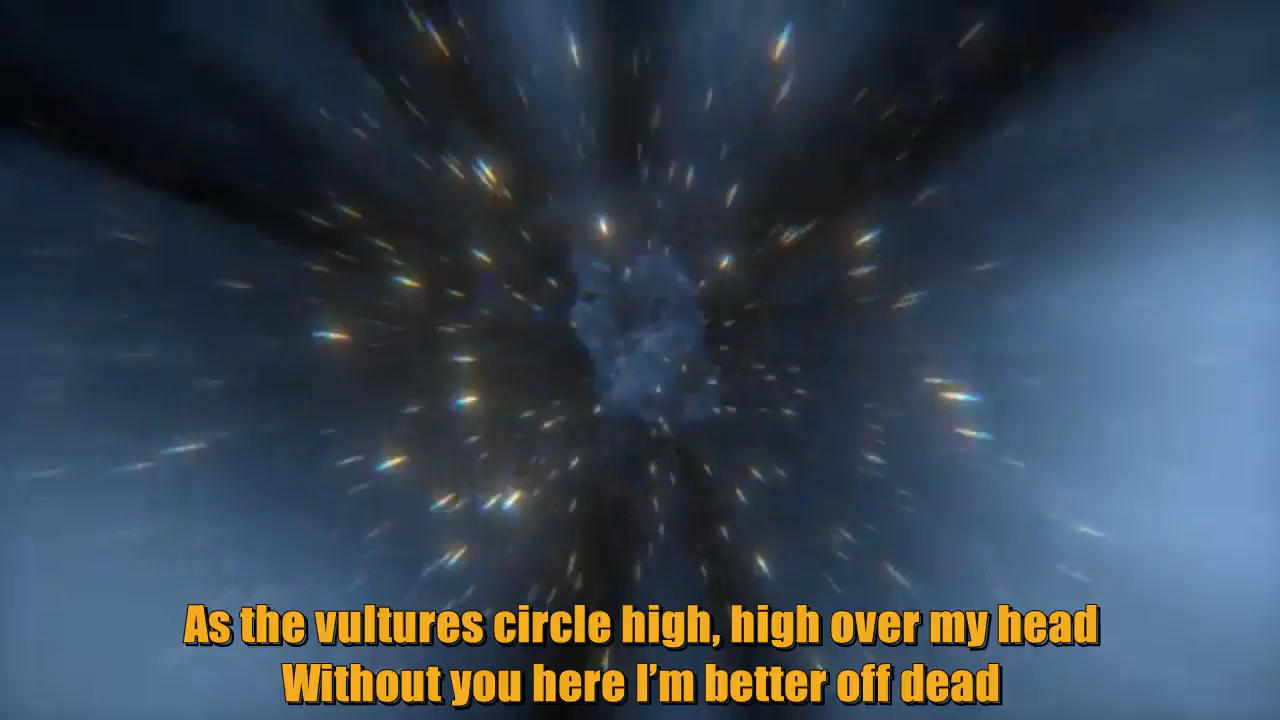 As the vultures circle high, high over my head
Without you here I’m better off dead